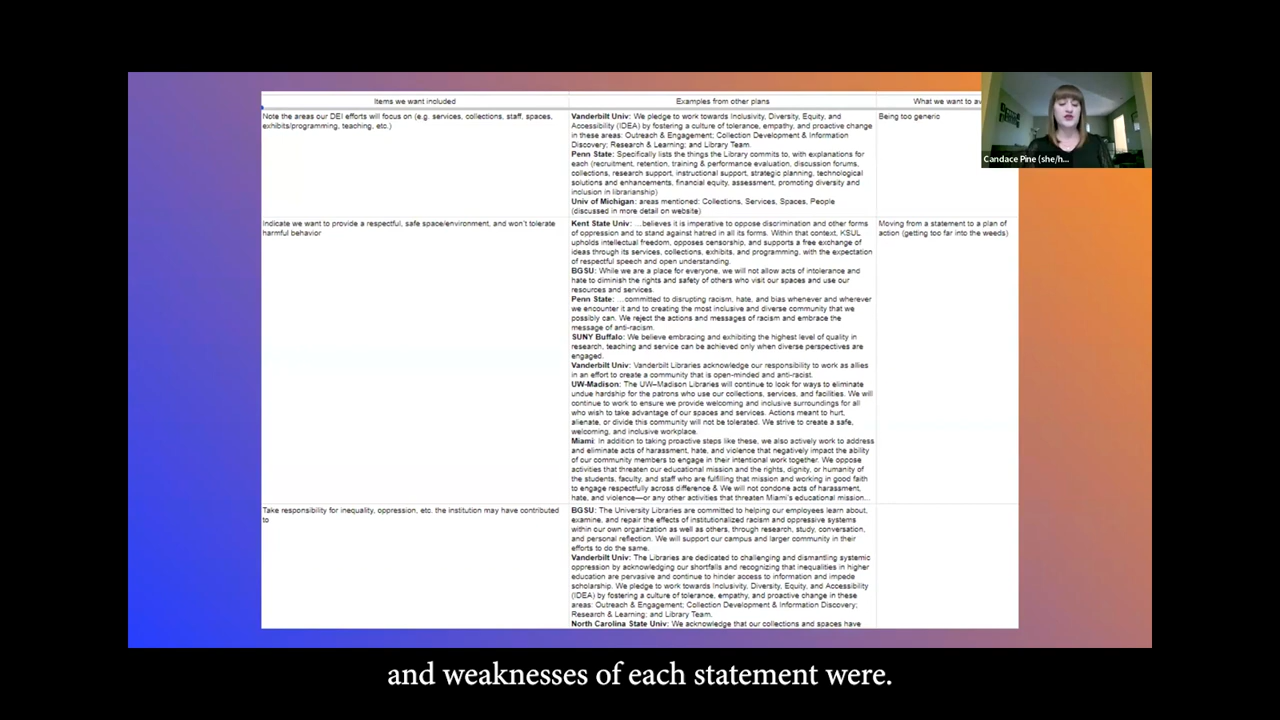 Items we want included
Examples from other plans
What we want to av
Note the areas our DEI efforts will focus on (e.g. services, collections, staff, spaces,
exhibits/programming, teaching, etc.)
Vanderbilt Univ: We pledge to work towards Inclusivity, Diversity, Equity, and
Accessibility (IDEA) by fostering a culture of tolerance, empathy, and proactive change
in these areas: Outreach & Engagement; Collection Development & Information
Discovery; Research & Learning; and Library Team.
Penn State: Specifically lists the things the Library commits to, with explanations for
each (recruitment, retention, training & performance evaluation, discussion forums,
collections, research support, instructional support, strategic planning, technological
solutions and enhancements, financial equity, assessment, promoting diversity and
inclusion in librarianship)
Univ of Michigan: areas mentioned: Collections, Services, Spaces, People
(discussed in more detail on website)
Being too generic
Candace Pine (she/h...
Indicate we want to provide a respectful, safe space/environment, and won't tolerate
harmful behavior
Kent State Univ: ...believes it is imperative to oppose discrimination and other forms
of oppression and to stand against hatred in all its forms. Within that context, KSUL
upholds intellectual freedom, opposes censorship, and supports a free exchange of
ideas through its services, collections, exhibits, and programming, with the expectation
of respectful speech and open understanding.
BGSU: While we are a place for everyone, we will not allow acts of intolerance and
hate to diminish the rights and safety of others who visit our spaces and use our
resources and services.
Penn State: ...committed to disrupting racism, hate, and bias whenever and wherever
we encounter it and to creating the most inclusive and diverse community that we
possibly can. We reject the actions and messages of racism and embrace the
message of anti-racism.
SUNY Buffalo: We believe embracing and exhibiting the highest level of quality in
research, teaching and service can be achieved only when diverse perspectives are
engaged.
Vanderbilt Univ: Vanderbilt Libraries acknowledge our responsibility to work as allies
in an effort to create a community that is open-minded and anti-racist.
UW-Madison: The UW–Madison Libraries will continue to look for ways to eliminate
undue hardship for the patrons who use our collections, services, and facilities. We will
continue to work to ensure we provide welcoming and inclusive surroundings for all
who wish to take advantage of our spaces and services. Actions meant to hurt,
alienate, or divide this community will not be tolerated. We strive to create a safe,
welcoming, and inclusive workplace.
Miami: In addition to taking proactive steps like these, we also actively work to address
and eliminate acts of harassment, hate, and violence that negatively impact the ability
of our community members to engage in their intentional work together. We oppose
activities that threaten our educational mission and the rights, dignity, or humanity of
the students, faculty, and staff who are fulfilling that mission and working in good faith
to engage respectfully across difference & We will not condone acts of harassment,
hate, and violence—or any other activities that threaten Miami's educational mission...
Moving from a statement to a plan of
action (getting too far into the weeds)
Take responsibility for inequality, oppression, etc. the institution may have contributed
to
BGSU: The University Libraries are committed to helping our employees learn about,
examine, and repair the effects of institutionalized racism and oppressive systems
within our own organization as well as others, through research, study, conversation,
and personal reflection. We will support our campus and larger community in their
efforts to do the same.
Vanderbilt Univ: The Libraries are dedicated to challenging and dismantling systemic
oppression by acknowledging our shortfalls and recognizing that inequalities in higher
education are pervasive and continue to hinder access to information and impede
scholarship. We pledge to work towards Inclusivity, Diversity, Equity, and Accessibility
(IDEA) by fostering a culture of tolerance, empathy, and proactive change in these
areas: Outreach & Engagement; Collection Development & Information Discovery;
Research & Learning; and Library Team.
North Carolina State Univ: We acknowledge that our collections and spaces have
and weaknesses of each statement were.